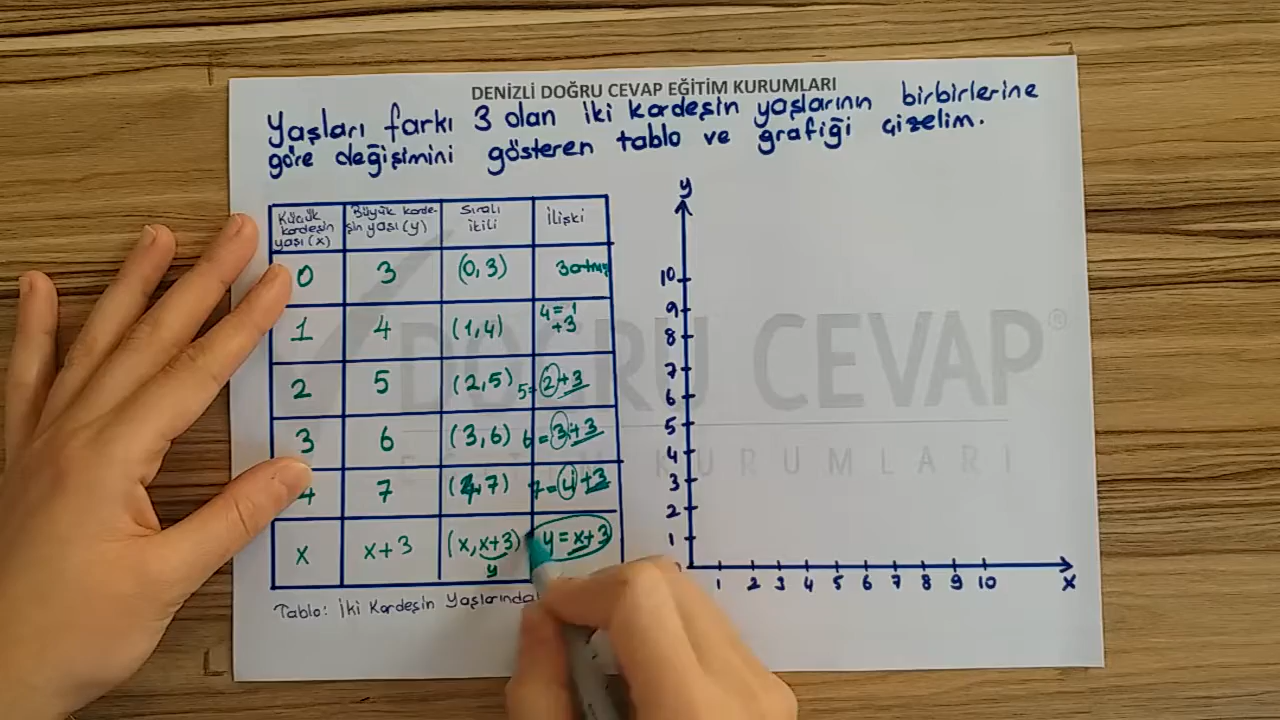 DENİZLİ DOĞRU CEVAP EĞİTİM KURUMLARI
Yaşları farkı 3 olan iki kardeşin yaşlarının birbirlerine
göre değişimini gösteren tablo ve grafiği çizelim.
Küçük kardeşin yaşı (x)
Büyük kardeşin yaşı (y)
Sıralı ikili
İlişki
0 3 (0, 3)
1 4 (1,4) 4=1+3
2 5 (2,5) 5=2+3
3 6 (3,6) 6=3+3
4 7 (4,7) 7=4+3
x x+3 (x, x+3) y=x+3
y
Tablo: İki Kardeşin
y
10
9
8
7
6
5
4
3
2
1
1 2 3 4 5 6 7 8 9 10 x
DOĞRU CEVAP®
KURUMLARI